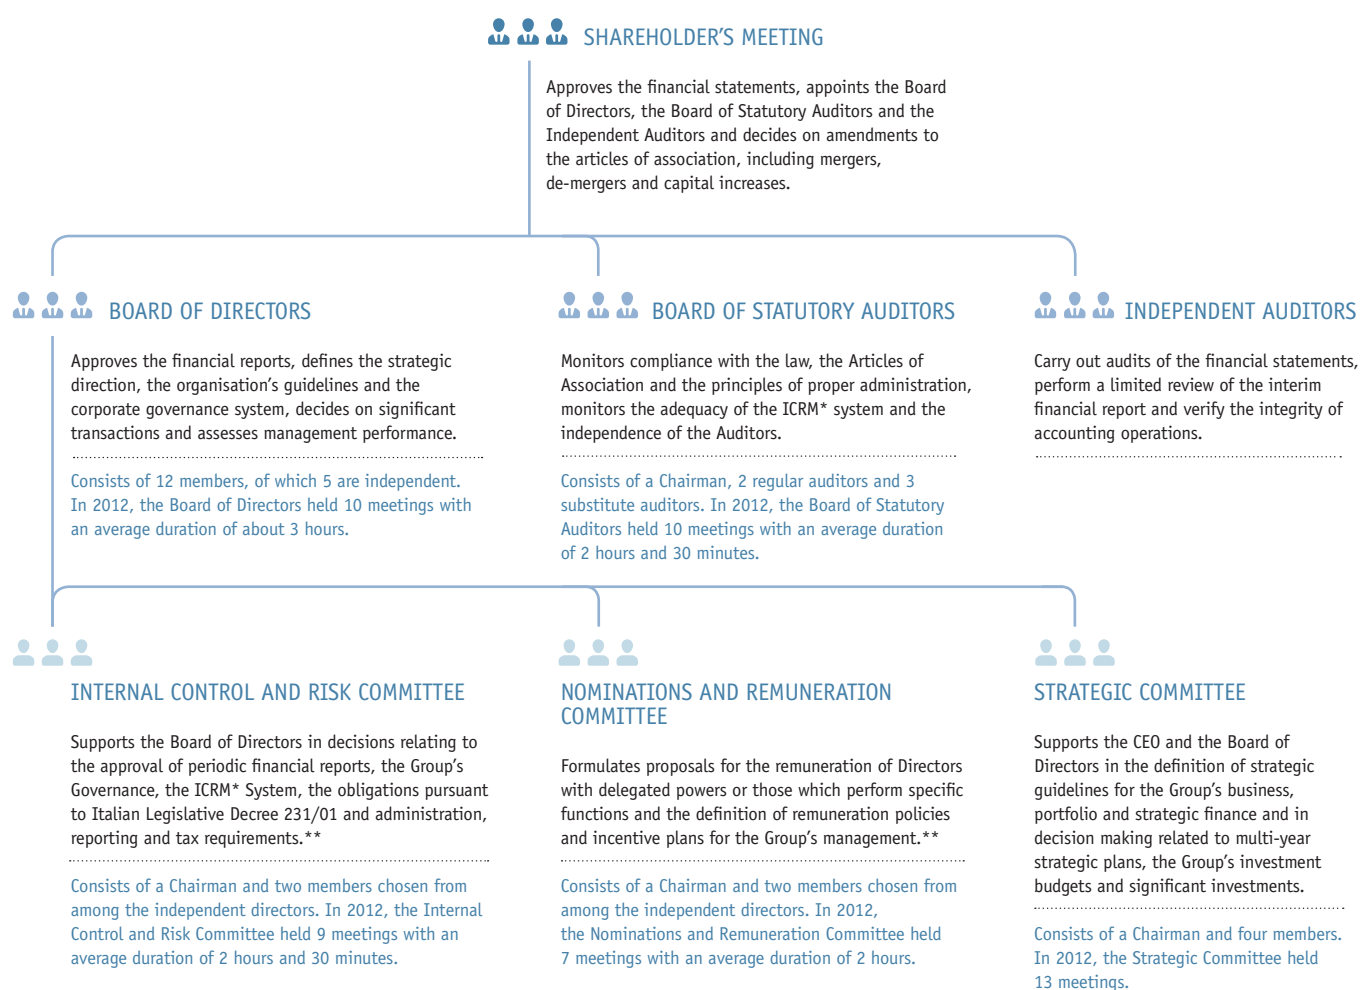 SHAREHOLDER'S MEETING
Approves the financial statements, appoints the Board
of Directors, the Board of Statutory Auditors and the
Independent Auditors and decides on amendments to
the articles of association, including mergers,
de-mergers and capital increases.
BOARD OF DIRECTORS
Approves the financial reports, defines the strategic
direction, the organisation's guidelines and the
corporate governance system, decides on significant
transactions and assesses management performance.
Consists of 12 members, of which 5 are independent.
In 2012, the Board of Directors held 10 meetings with
an average duration of about 3 hours.
BOARD OF STATUTORY AUDITORS
Monitors compliance with the law, the Articles of
Association and the principles of proper administration,
monitors the adequacy of the ICRM* system and the
independence of the Auditors.
Consists of a Chairman, 2 regular auditors and 3
substitute auditors. In 2012, the Board of Statutory
Auditors held 10 meetings with an average duration
of 2 hours and 30 minutes.
INDEPENDENT AUDITORS
Carry out audits of the financial statements,
perform a limited review of the interim
financial report and verify the integrity of
accounting operations.
INTERNAL CONTROL AND RISK COMMITTEE
Supports the Board of Directors in decisions relating to
the approval of periodic financial reports, the Group's
Governance, the ICRM* System, the obligations pursuant
to Italian Legislative Decree 231/01 and administration,
reporting and tax requirements.**
Consists of a Chairman and two members chosen from
among the independent directors. In 2012, the Internal
Control and Risk Committee held 9 meetings with an
average duration of 2 hours and 30 minutes.
NOMINATIONS AND REMUNERATION
COMMITTEE
Formulates proposals for the remuneration of Directors
with delegated powers or those which perform specific
functions and the definition of remuneration policies
and incentive plans for the Group's management.**
Consists of a Chairman and two members chosen from
among the independent directors. In 2012,
the Nominations and Remuneration Committee held
7 meetings with an average duration of 2 hours.
STRATEGIC COMMITTEE
Supports the CEO and the Board of
Directors in the definition of strategic
guidelines for the Group's business,
portfolio and strategic finance and in
decision making related to multi-year
strategic plans, the Group's investment
budgets and significant investments.
Consists of a Chairman and four members.
In 2012, the Strategic Committee held
13 meetings.